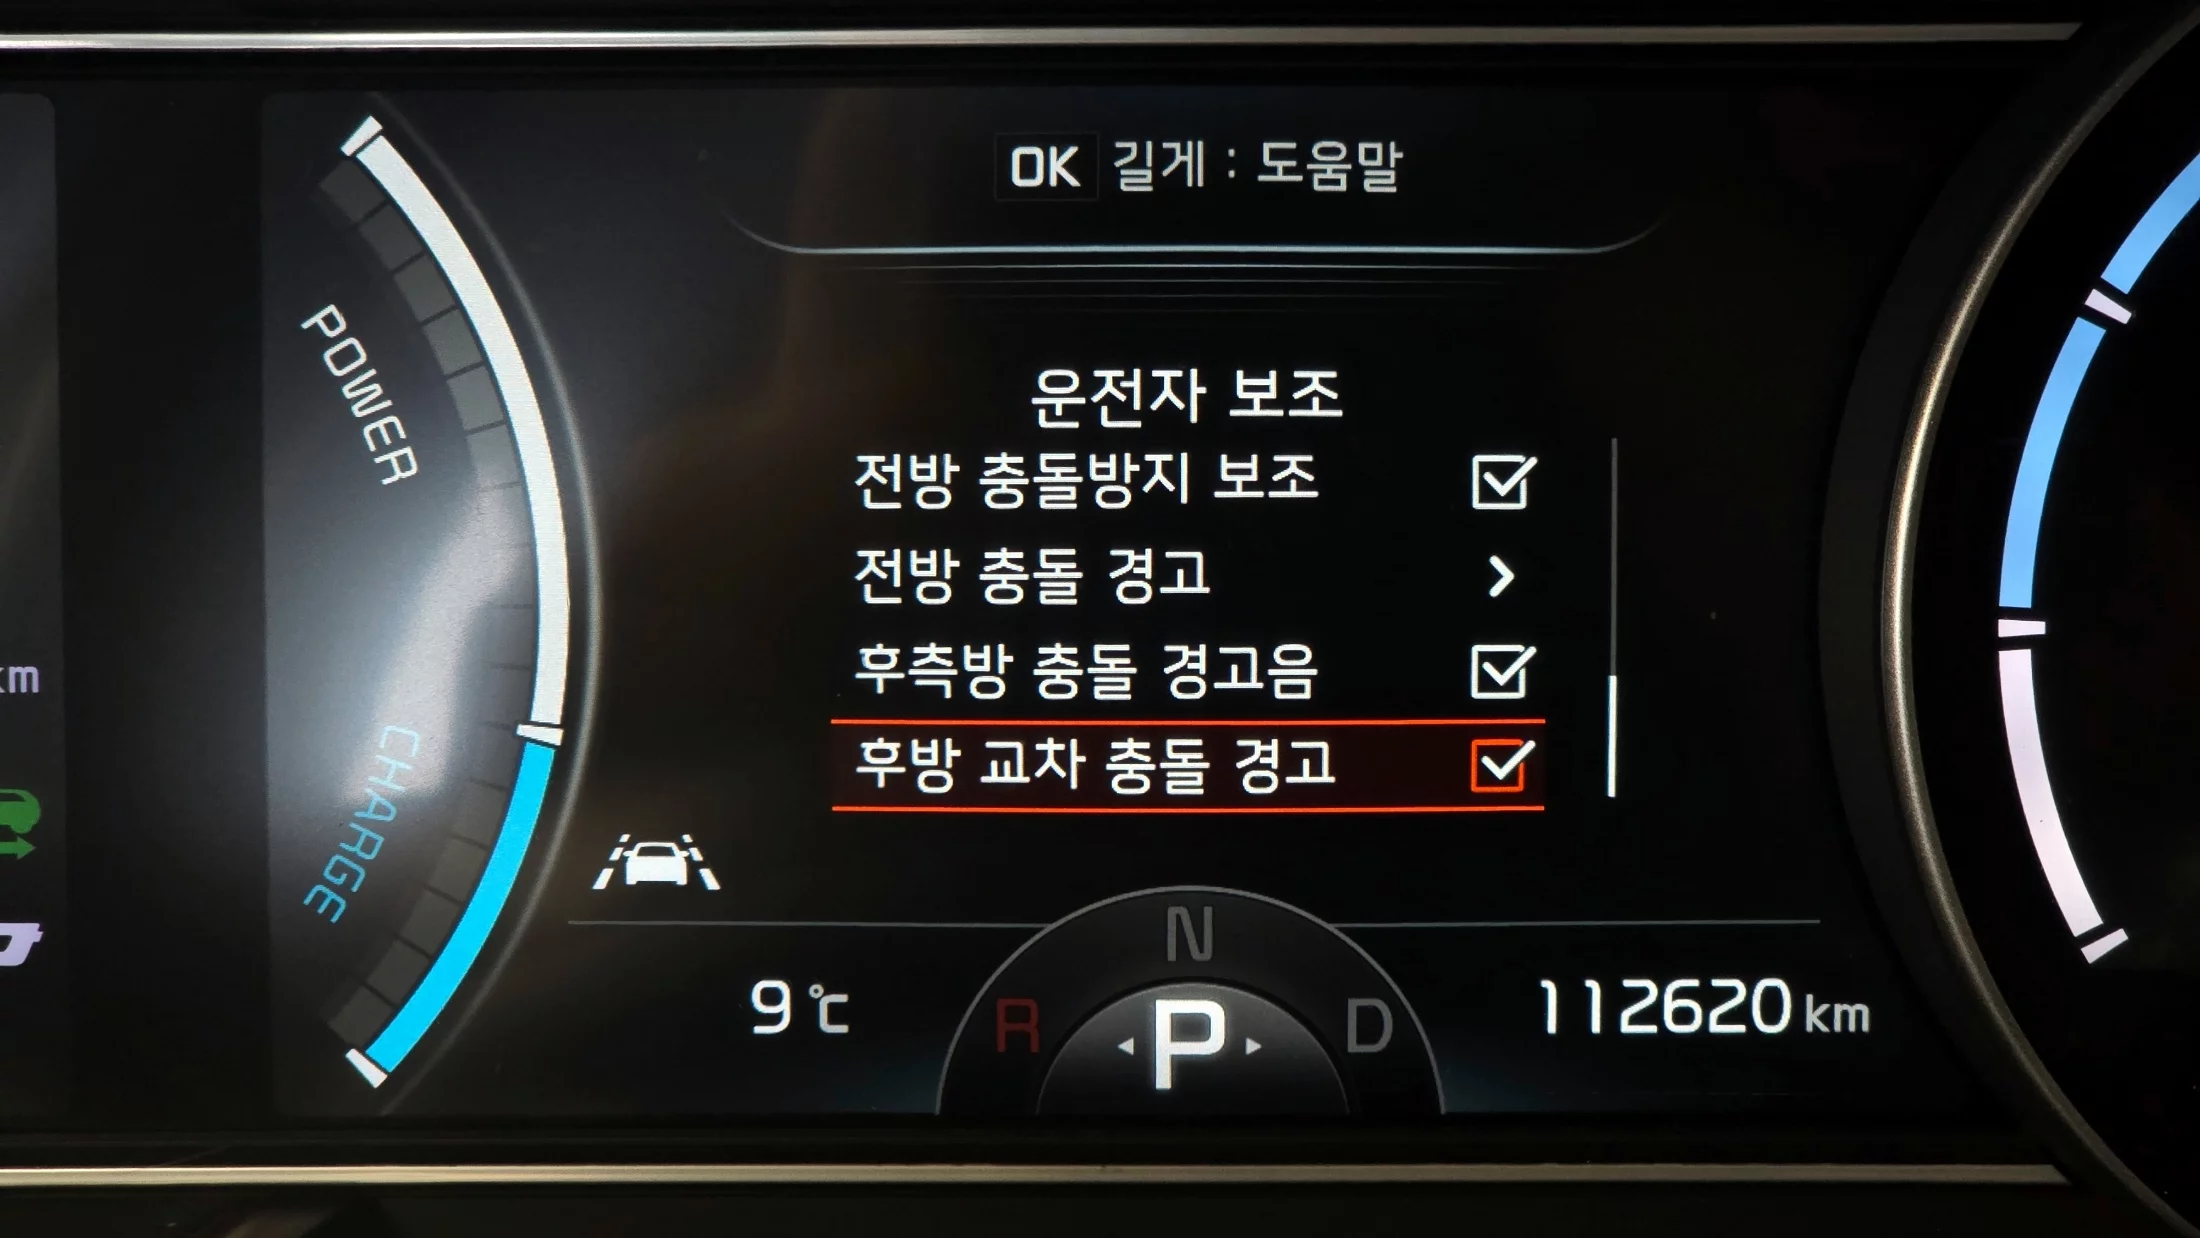 OK 길게 : 도움말
운전자 보조
전방 충돌방지 보조
전방 충돌 경고
후측방 충돌 경고음
후방 교차 충돌 경고
POWER
CHARGE
km
N
R P D
9 ℃
112620 km